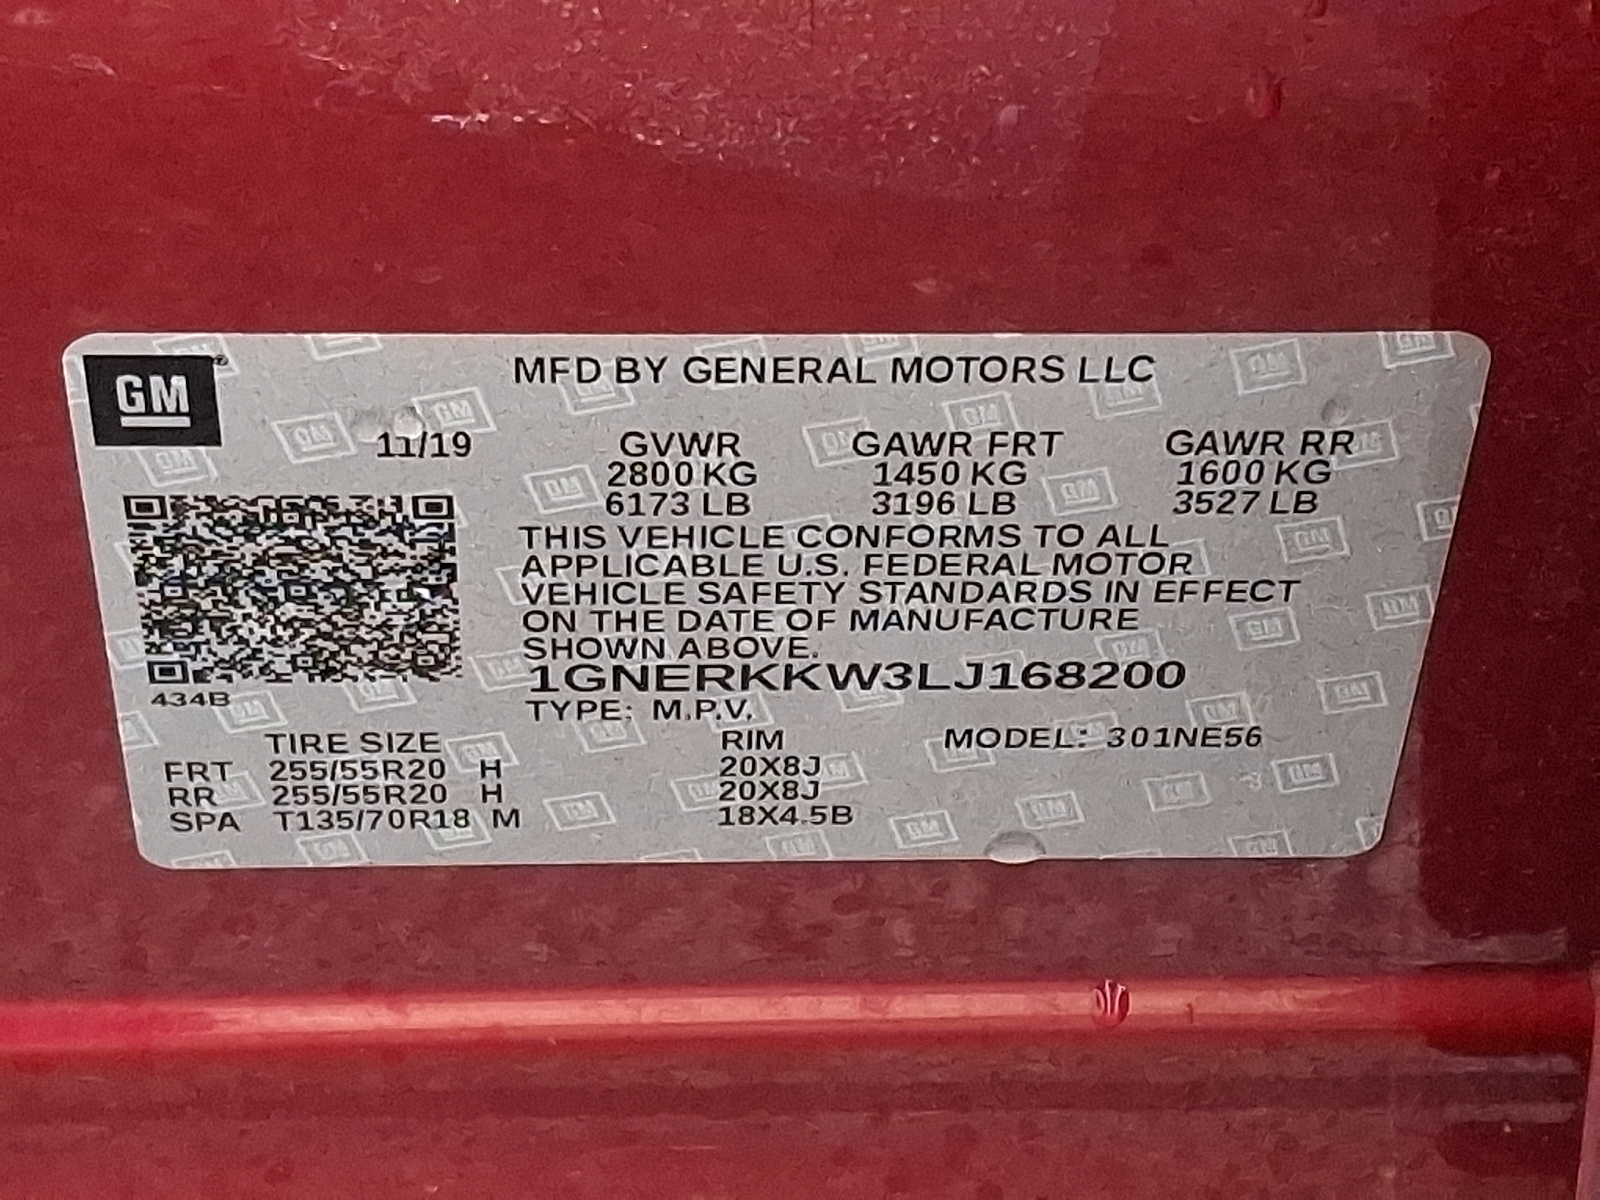 GM
MFD BY GENERAL MOTORS LLC
11/19 GVWR GAWR FRT GAWR RR
2800 KG 1450 KG 1600 KG
6173 LB 3196 LB 3527 LB
THIS VEHICLE CONFORMS TO ALL
APPLICABLE U.S. FEDERAL MOTOR
VEHICLE SAFETY STANDARDS IN EFFECT
ON THE DATE OF MANUFACTURE
SHOWN ABOVE.
1GNERKKW3LJ168200
434B
TYPE: M.P.V.
TIRE SIZE RIM MODEL: 301NE56
FRT 255/55R20 H 20X8J
RR 255/55R20 H 20X8J
SPA T135/70R18 M 18X4.5B